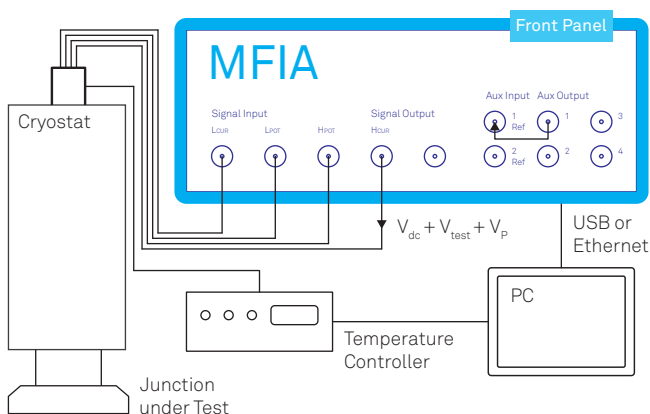 Front Panel
MFIA
Cryostat
Signal Input
Signal Output
Aux Input Aux Output
LCUR LPOT HPOT HCUR
1 Ref 1 3
2 Ref 2 4
Vdc + Vtest + VP
USB or
Ethernet
PC
Temperature
Controller
Junction
under Test